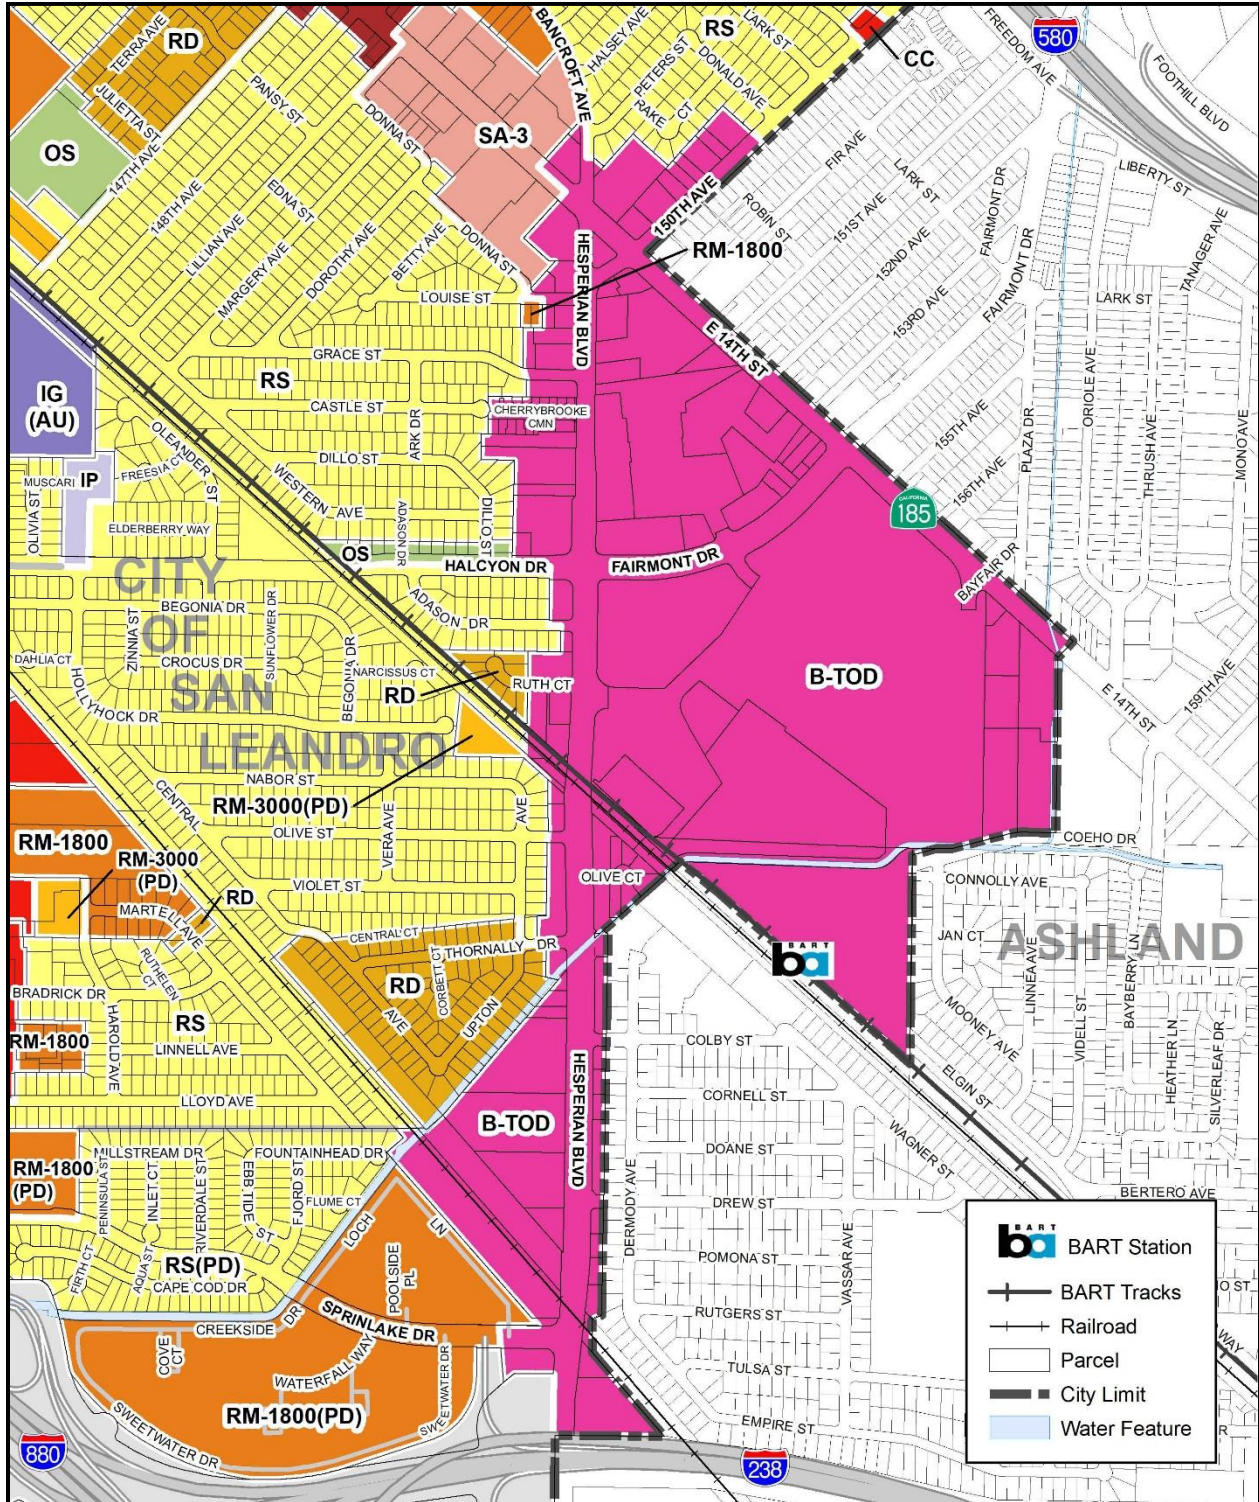 BANCROFT AVE
HALSEY AVE
RS
LARK ST
PETERS ST
DONALD AVE
RAKE CT
CC
FREEDOM AVE
580
FOOTHILL BLVD
TERRA AVE
RD
JULIETTA ST
PANSY ST
OS
147TH AVE
DONNA ST
SA-3
148TH AVE
EDNA ST
LILLIAN AVE
MARGERY AVE
DOROTHY AVE
BETTY AVE
DONNA ST
150TH AVE
FIR AVE
LARK ST
ROBIN ST
151ST AVE
152ND AVE
153RD AVE
FAIRMONT DR
FAIRMONT DR
LIBERTY ST
TANAGER AVE
LARK ST
RM-1800
HESPERIAN BLVD
LOUISE ST
E 14TH ST
GRACE ST
RS
CASTLE ST
ARK DR
CHERRYBROOKE
CMN
IG
(AU)
OLEANDER ST
FREESIA CT
DILLO ST
WESTERN AVE
ADASON DR
DILLO ST
MUSCARI
IP
OLIVIA ST
ELDERBERRY WAY
OS
HALCYON DR
FAIRMONT DR
CALIFORNIA
185
155TH AVE
156TH AVE
PLAZA DR
ORIOLE AVE
THRUSH AVE
MONO AVE
BAYFAIR DR
CITY
OF
SAN
LEANDRO
BEGONIA DR
ADASON DR
ZINNIA ST
SUNFLOWER DR
CROCUS DR
BEGONIA DR
NARCISSUS CT
DAHLIA CT
HOLLYHOCK DR
RD
RUTH CT
B-TOD
E 14TH ST
159TH AVE
NABOR ST
RM-3000(PD)
CENTRAL
OLIVE ST
VERA AVE
AVE
VIOLET ST
RM-1800
RM-3000
(PD)
RD
MARTELL AVE
OLIVE CT
COEHO DR
CONNOLLY AVE
JAN CT
ASHLAND
LINNEA AVE
BAYBERRY LN
MOONEY AVE
VIDELL ST
HEATHER LN
SILVERLEAF DR
BART
ba
CENTRAL CT
THORNALLY DR
CORBETT CT
RD
UPTON
AVE
RUTHELEN
CT
BRADRICK DR
HAROLD AVE
RS
RM-1800
LINNELL AVE
LLOYD AVE
COLBY ST
CORNELL ST
ELGIN ST
WAGNER ST
HESPERIAN BLVD
B-TOD
DOANE ST
DERMODY AVE
DREW ST
POMONA ST
VASSAR AVE
RUTGERS ST
TULSA ST
EMPIRE ST
BERTERO AVE
RM-1800
(PD)
MILLSTREAM DR
FOUNTAINHEAD DR
PENINSULA ST
INLET CT
RIVERDALE ST
EBB TIDE
ST
FJORD ST
FLUME CT
FIRTH CT
AQUA ST
RS(PD)
CAPE COD DR
LOCH
LN
POOLSIDE
PL
CREEKSIDE
DR
SPRINLAKE DR
COVE
CT
WATERFALL WAY
SWEETWATER DR
SWEETWATER DR
RM-1800(PD)
880
238
BART
ba
BART Station
BART Tracks
Railroad
Parcel
City Limit
Water Feature
WAY